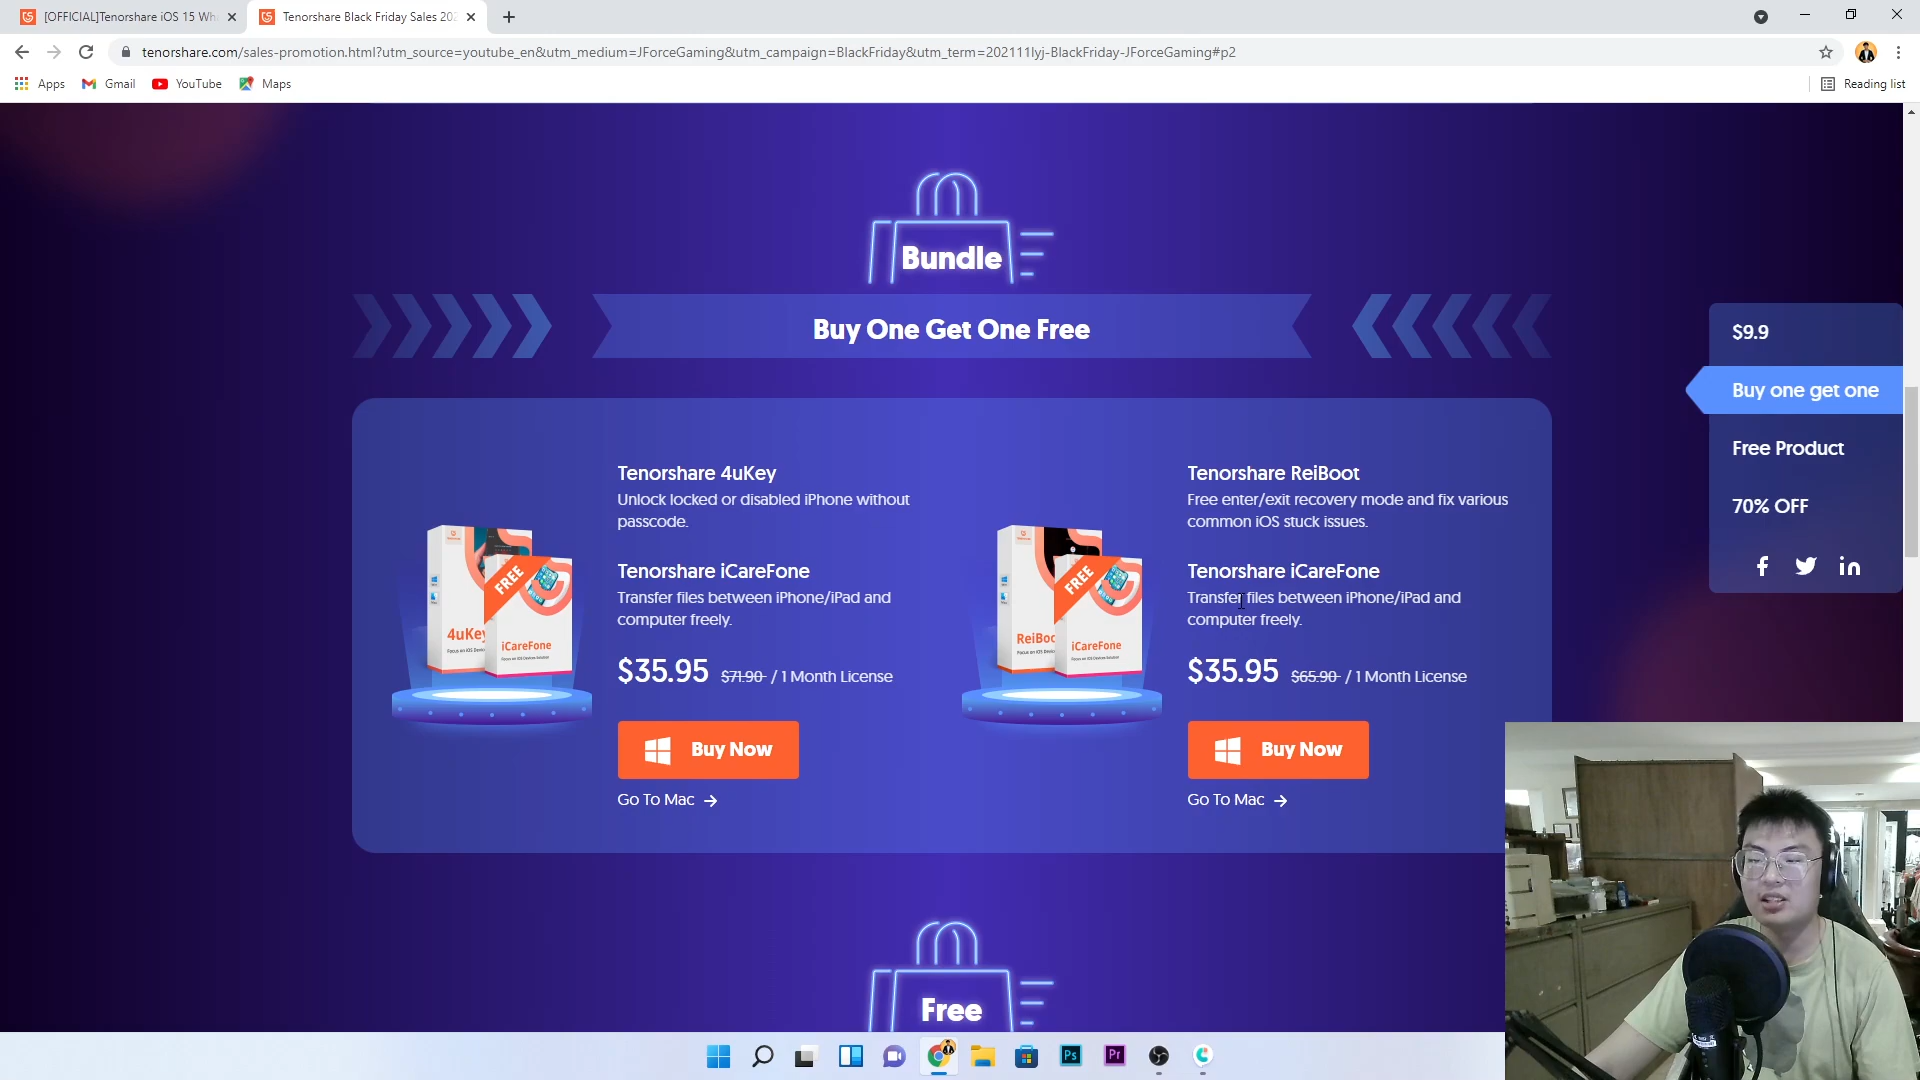 [OFFICIAL]Tenorshare iOS 15 Wh
Tenorshare Black Friday Sales 202
tenorshare.com/sales-promotion.html?utm_source=youtube_en&utm_medium=JForceGaming&utm_campaign=BlackFriday&utm_term=202111lyj-BlackFriday-JForceGaming#p2
Apps
Gmail
YouTube
Maps
Reading list
Bundle
Buy One Get One Free
$9.9
Buy one get one
Free Product
70% OFF
Tenorshare 4uKey
Unlock locked or disabled iPhone without
passcode.
Tenorshare iCareFone
Transfer files between iPhone/iPad and
computer freely.
$35.95 $71.90 / 1 Month License
Buy Now
Go To Mac
FREE
4uKey
iCareFone
Tenorshare ReiBoot
Free enter/exit recovery mode and fix various
common iOS stuck issues.
Tenorshare iCareFone
Transfer files between iPhone/iPad and
computer freely.
$35.95 $65.90 / 1 Month License
Buy Now
Go To Mac
FREE
ReiBoo
iCareFone
Free
Ps
Pr